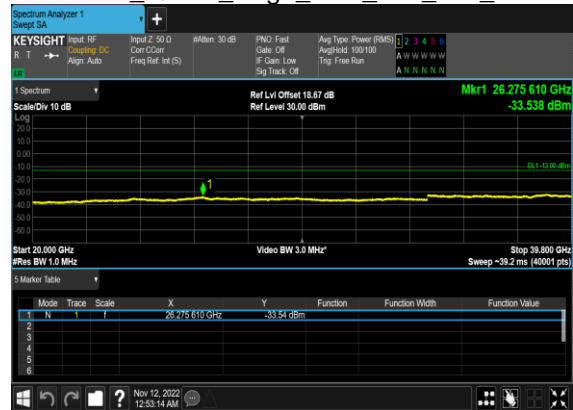 Spectrum Analyzer 1
Swept SA
KEYSIGHT Input: RF Input Z: 50 Ω #Atten: 30 dB PNO: Fast Avg Type: Power (RMS) 1 2 3 4 5 6
R T Coupling: DC Corr CCorr Gate: Off Avg|Hold: 100/100 A W W W W W
Align: Auto Freq Ref: Int (S) IF Gain: Low Trig: Free Run
LW Sig Track: Off A N N N N N
1 Spectrum Ref Lvl Offset 18.67 dB Mkr1 26.275 610 GHz
Scale/Div 10 dB Ref Level 30.00 dBm -33.538 dBm
Log
20.0
10.0
0.00
-10.0 DL1 -13.00 dBm
-20.0
-30.0 1
-40.0
-50.0
-60.0
Start 20.000 GHz Video BW 3.0 MHz* Stop 39.800 GHz
#Res BW 1.0 MHz Sweep ~39.2 ms (40001 pts)
5 Marker Table
Mode Trace Scale X Y Function Function Width Function Value
1 N 1 f 26.275 610 GHz -33.54 dBm
2
3
4
5
6
? Nov 12, 2022
12:53:14 AM